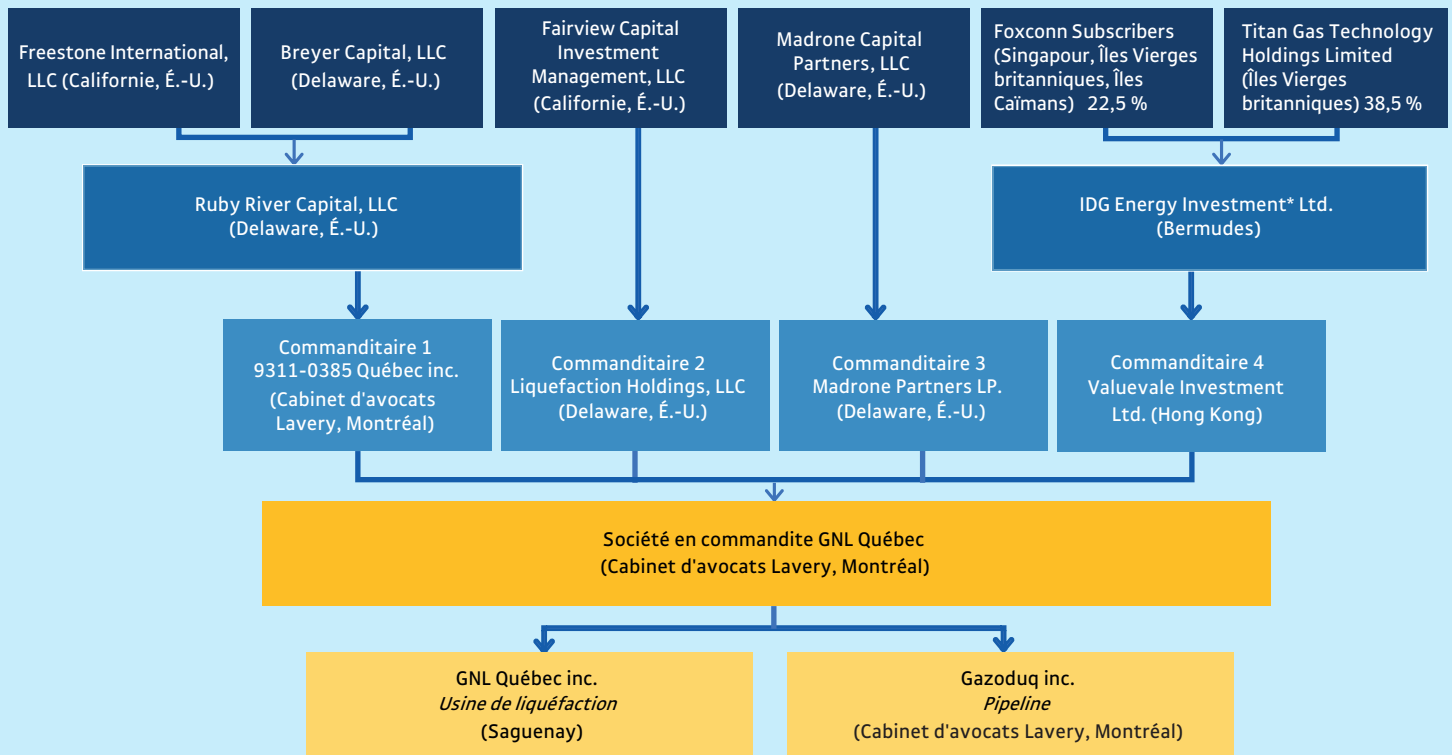 Freestone International,
LLC (Californie, É.-U.)
Breyer Capital, LLC
(Delaware, É.-U.)
Fairview Capital
Investment
Management, LLC
(Californie, É.-U.)
Madrone Capital
Partners, LLC
(Delaware, É.-U.)
Foxconn Subscribers
(Singapour, Îles Vierges
britanniques, Îles
Caïmans) 22,5 %
Titan Gas Technology
Holdings Limited
(Îles Vierges
britanniques) 38,5 %
Ruby River Capital, LLC
(Delaware, É.-U.)
IDG Energy Investment* Ltd.
(Bermudes)
Commanditaire 1
9311-0385 Québec inc.
(Cabinet d'avocats
Lavery, Montréal)
Commanditaire 2
Liquefaction Holdings, LLC
(Delaware, É.-U.)
Commanditaire 3
Madrone Partners LP.
(Delaware, É.-U.)
Commanditaire 4
Valuevale Investment
Ltd. (Hong Kong)
Société en commandite GNL Québec
(Cabinet d'avocats Lavery, Montréal)
GNL Québec inc.
Usine de liquéfaction
(Saguenay)
Gazoduq inc.
Pipeline
(Cabinet d'avocats Lavery, Montréal)